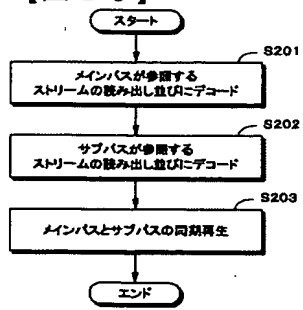 スタート
S201
メインパスが参照する
ストリームの読み出し並びにデコード
S202
サブパスが参照する
ストリームの読み出し並びにデコード
S203
メインパスとサブパスの同期再生
エンド